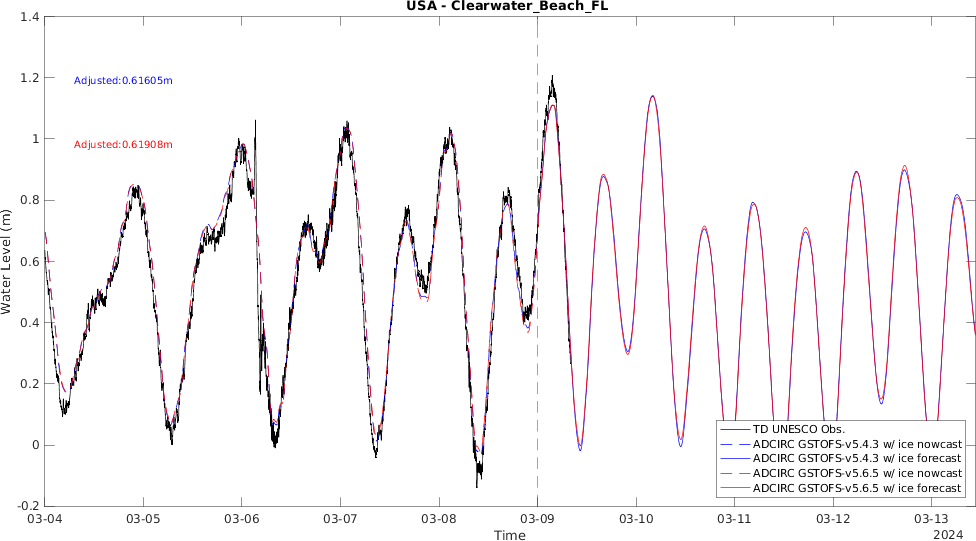 USA - Clearwater_Beach_FL
1.4
1.2
1
0.8
0.6
0.4
0.2
0
-0.2
Water Level (m)
Adjusted:0.61605m
Adjusted:0.61908m
TD UNESCO Obs.
ADCIRC GSTOFS-v5.4.3 w/ ice nowcast
ADCIRC GSTOFS-v5.4.3 w/ ice forecast
ADCIRC GSTOFS-v5.6.5 w/ ice nowcast
ADCIRC GSTOFS-v5.6.5 w/ ice forecast
03-04 03-05 03-06 03-07 03-08 03-09 03-10 03-11 03-12 03-13
Time
2024